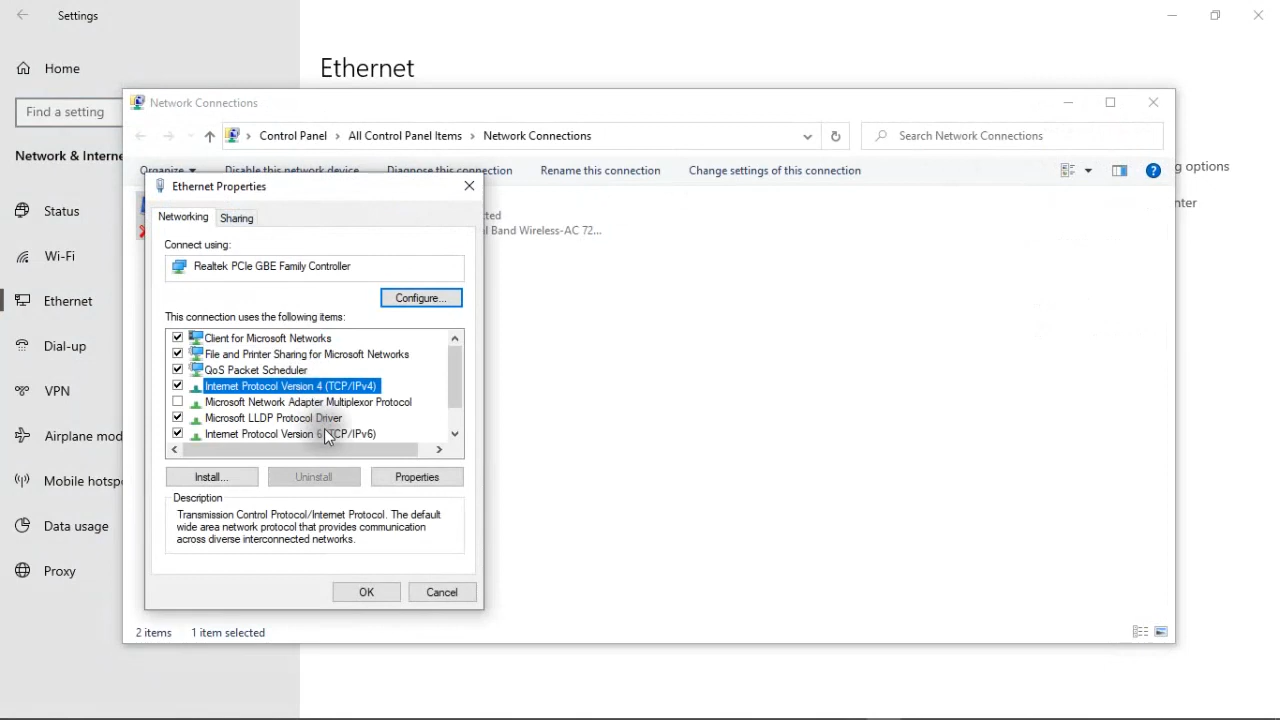 Settings
Home
Find a setting
Network & Interne
Status
Wi-Fi
Ethernet
Dial-up
VPN
Airplane mod
Mobile hotsp
Data usage
Proxy
Ethernet
g options
nter
Network Connections
Control Panel > All Control Panel Items > Network Connections
Search Network Connections
Organize Disable this network device Diagnose this connection Rename this connection Change settings of this connection
cted
l Band Wireless-AC 72...
Ethernet Properties
Networking Sharing
Connect using:
Realtek PCIe GBE Family Controller
Configure...
This connection uses the following items:
Client for Microsoft Networks
File and Printer Sharing for Microsoft Networks
QoS Packet Scheduler
Internet Protocol Version 4 (TCP/IPv4)
Microsoft Network Adapter Multiplexor Protocol
Microsoft LLDP Protocol Driver
Internet Protocol Version 6 (TCP/IPv6)
Install... Uninstall Properties
Description
Transmission Control Protocol/Internet Protocol. The default
wide area network protocol that provides communication
across diverse interconnected networks.
OK Cancel
2 items 1 item selected